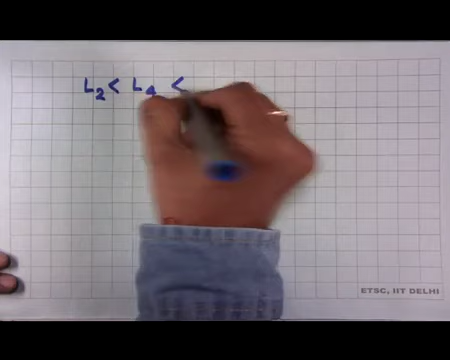 L₂ < L₄ <
ETSC, IIT DELHI